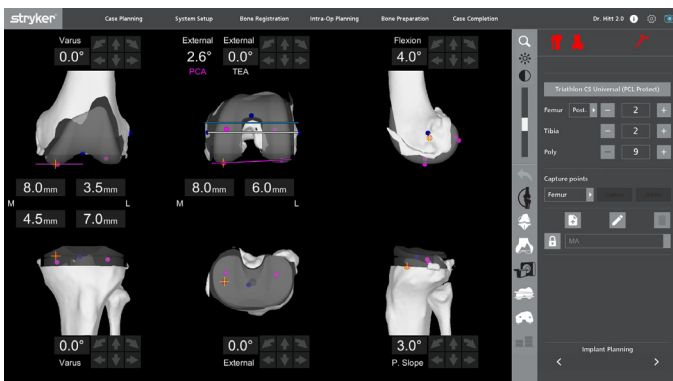 stryker
Case Planning System Setup Bone Registration Intra-Op Planning Bone Preparation Case Completion Dr. Hitt 2.0
Varus
0.0°
External External
2.6° 0.0°
PCA TEA
Flexion
4.0°
8.0mm 3.5mm
M L
4.5mm 7.0mm
8.0mm 6.0mm
M L
0.0°
Varus
0.0°
External
3.0°
P. Slope
Triathlon CS Universal (PCL Protect)
Femur Post. 2
Tibia 2
Poly 9
Capture points
Femur
MA
Implant Planning